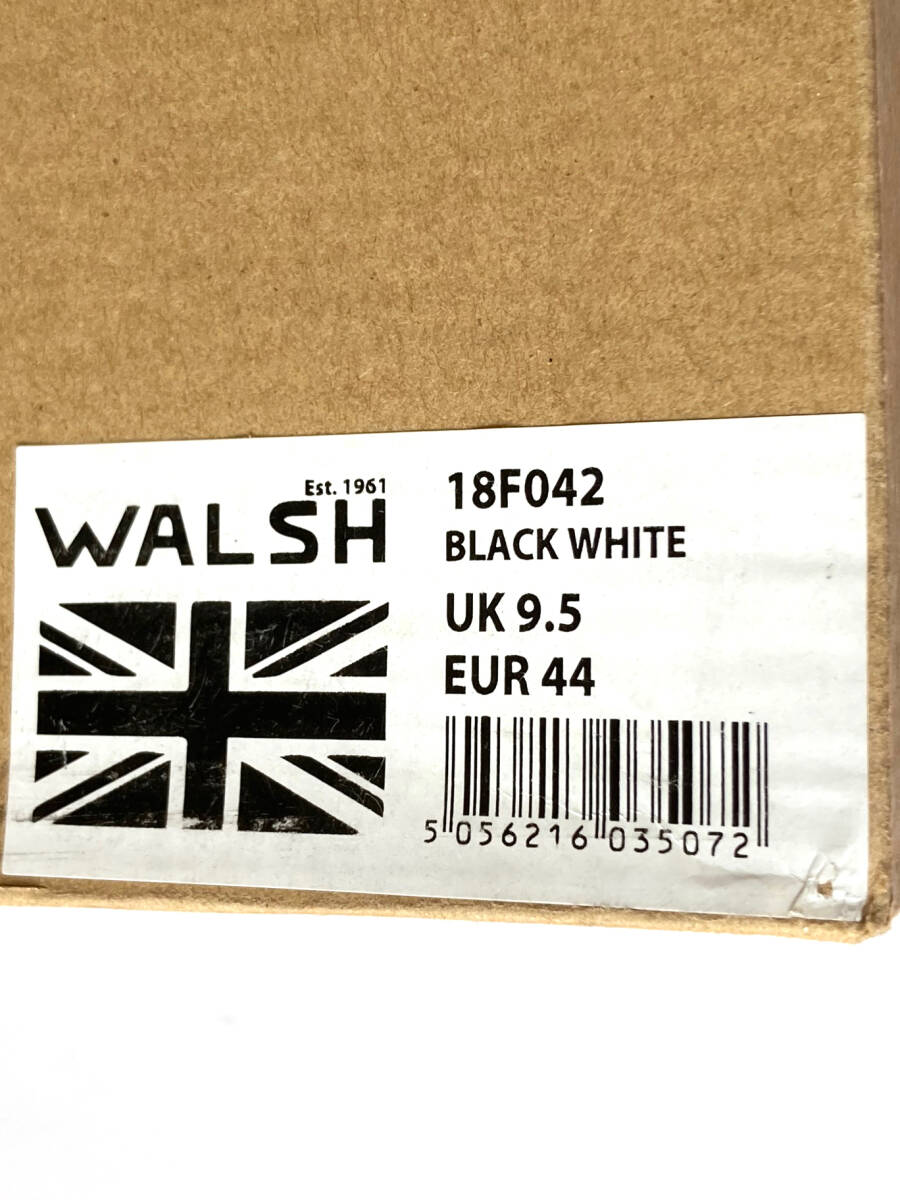 Est. 1961
WALSH
18F042
BLACK WHITE
UK 9.5
EUR 44
5 056216 035072